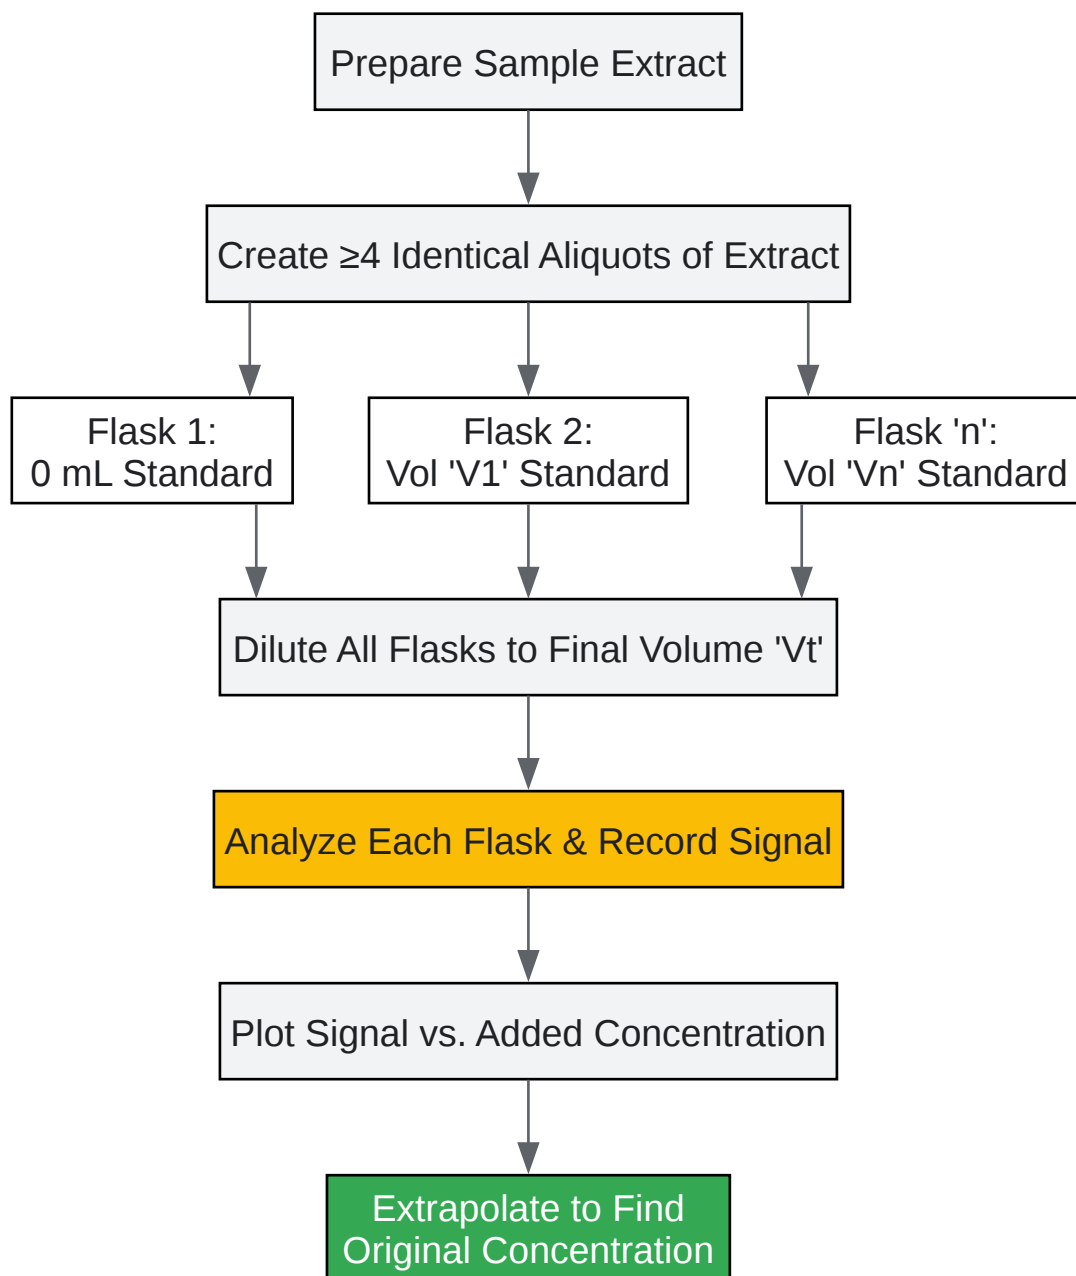 Prepare Sample Extract
Create ≥4 Identical Aliquots of Extract
Flask 1:
0 mL Standard
Flask 2:
Vol 'V1' Standard
Flask 'n':
Vol 'Vn' Standard
Dilute All Flasks to Final Volume 'Vt'
Analyze Each Flask & Record Signal
Plot Signal vs. Added Concentration
Extrapolate to Find
Original Concentration